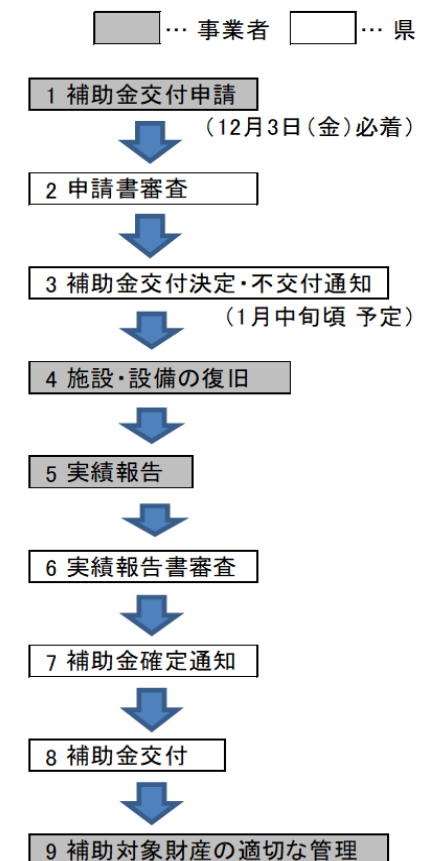 … 事業者 … 県
1 補助金交付申請
(12月3日(金)必着)
2 申請書審査
3 補助金交付決定・不交付通知
(1月中旬頃 予定)
4 施設・設備の復旧
5 実績報告
6 実績報告書審査
7 補助金確定通知
8 補助金交付
9 補助対象財産の適切な管理